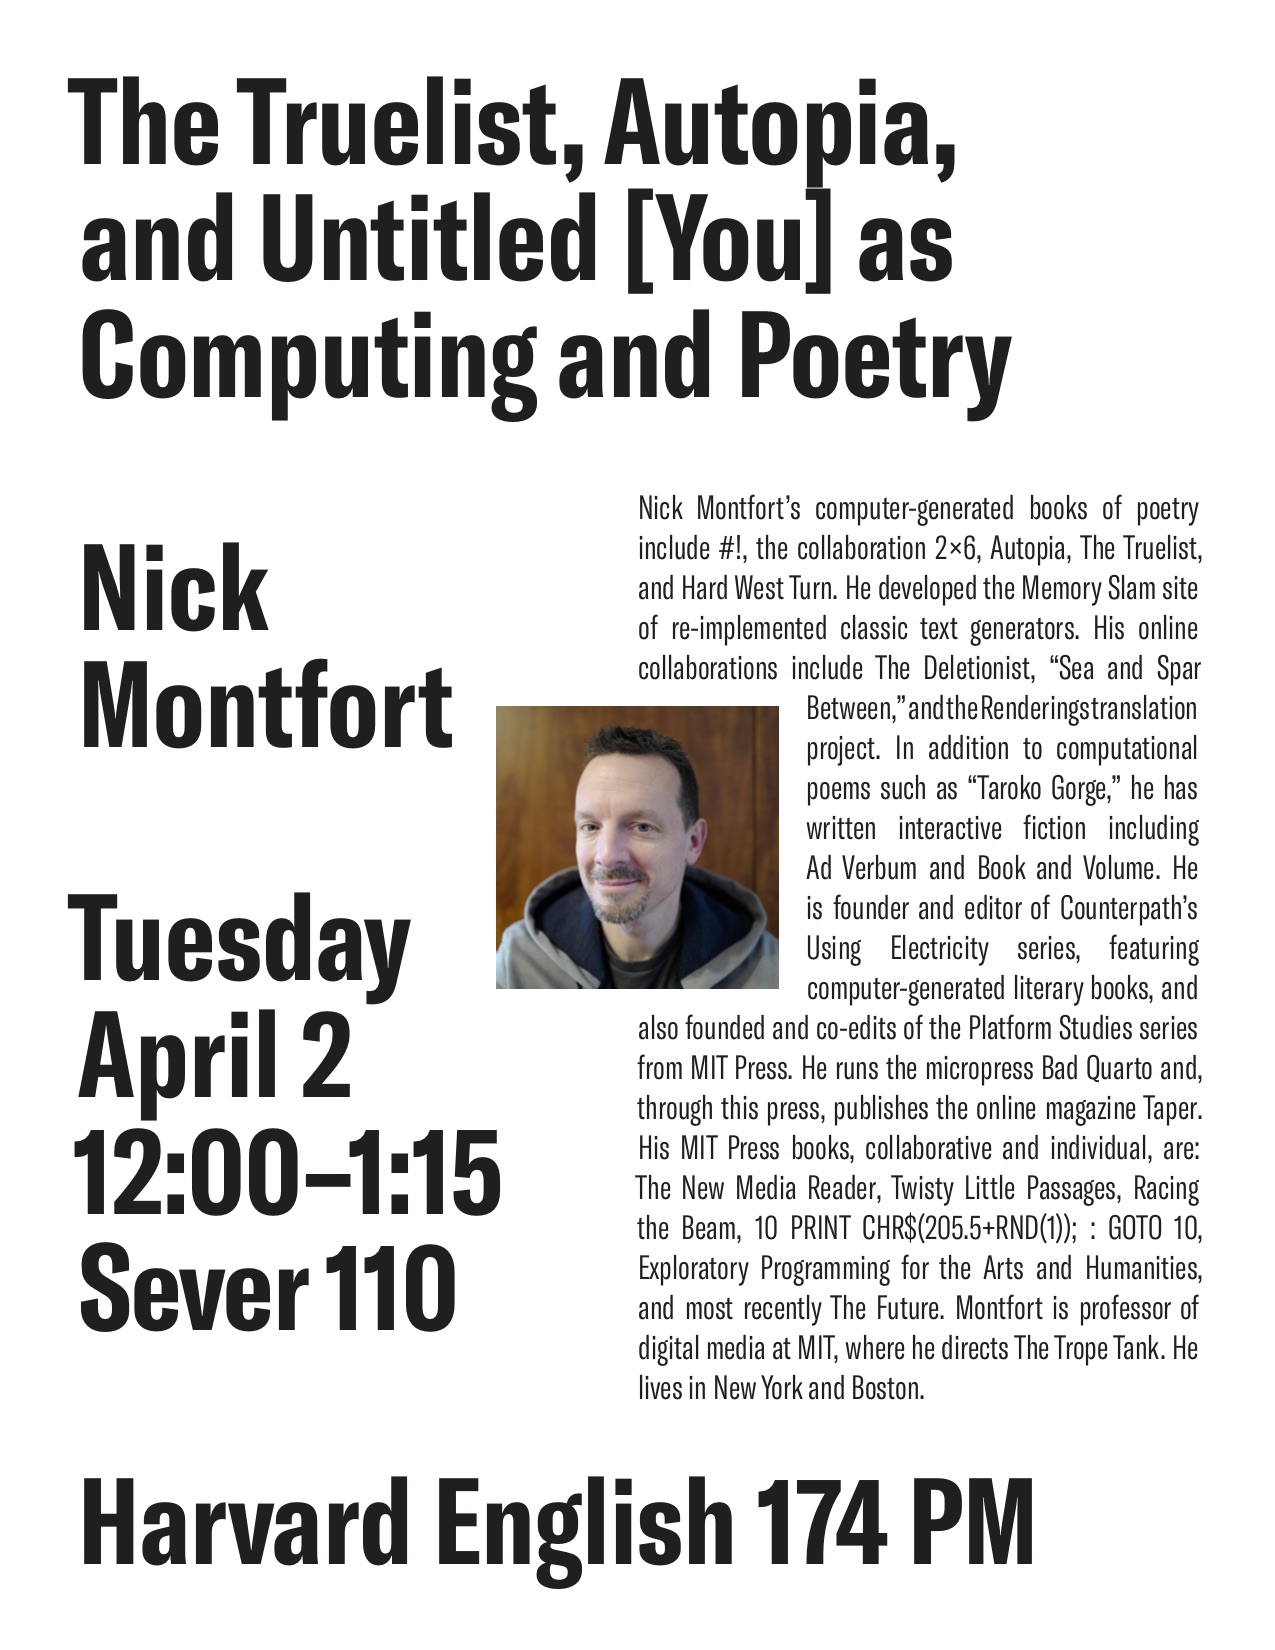 The Truelist, Autopia,
and Untitled [You] as
Computing and Poetry
Nick
Montfort
Tuesday
April 2
12:00–1:15
Sever 110
Nick Montfort’s computer-generated books of poetry
include #!, the collaboration 2×6, Autopia, The Truelist,
and Hard West Turn. He developed the Memory Slam site
of re-implemented classic text generators. His online
collaborations include The Deletionist, “Sea and Spar
Between,” and the Renderings translation
project. In addition to computational
poems such as “Taroko Gorge,” he has
written interactive fiction including
Ad Verbum and Book and Volume. He
is founder and editor of Counterpath’s
Using Electricity series, featuring
computer-generated literary books, and
also founded and co-edits of the Platform Studies series
from MIT Press. He runs the micropress Bad Quarto and,
through this press, publishes the online magazine Taper.
His MIT Press books, collaborative and individual, are:
The New Media Reader, Twisty Little Passages, Racing
the Beam, 10 PRINT CHR$(205.5+RND(1)); : GOTO 10,
Exploratory Programming for the Arts and Humanities,
and most recently The Future. Montfort is professor of
digital media at MIT, where he directs The Trope Tank. He
lives in New York and Boston.
Harvard English 174 PM